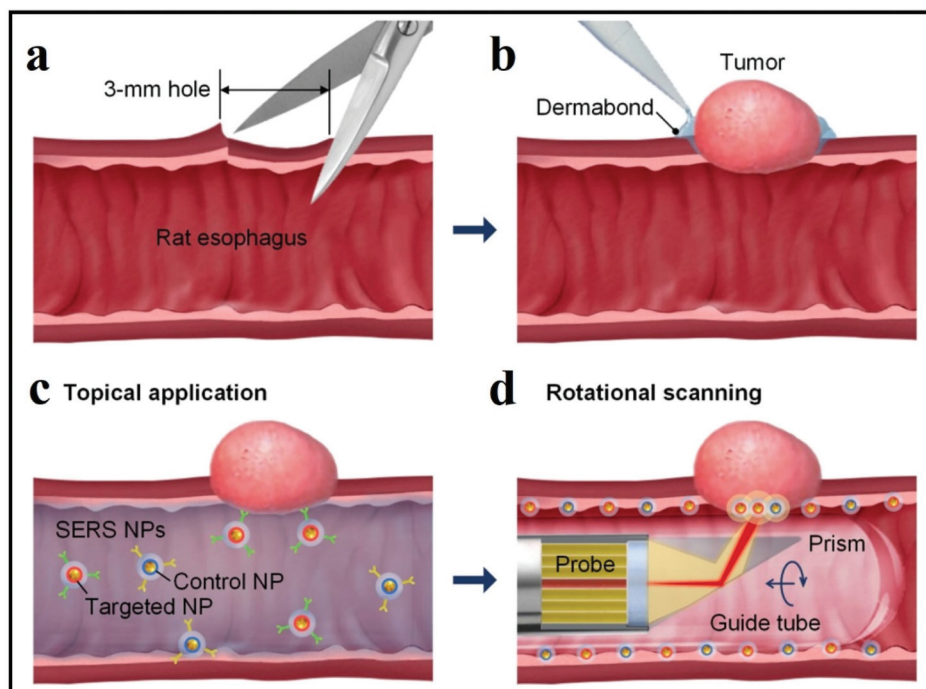 a
3-mm hole
Rat esophagus
b
Tumor
Dermabond
c Topical application
SERS NPs
Control NP
Targeted NP
d Rotational scanning
Probe
Prism
Guide tube